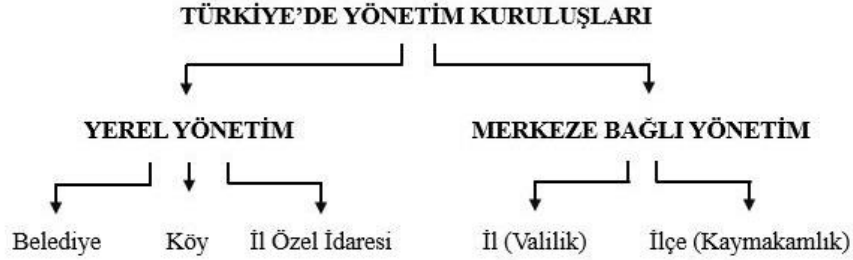 TÜRKİYE’DE YÖNETİM KURULUŞLARI
YEREL YÖNETİM
MERKEZE BAĞLI YÖNETİM
Belediye
Köy
İl Özel İdaresi
İl (Valilik)
İlçe (Kaymakamlık)